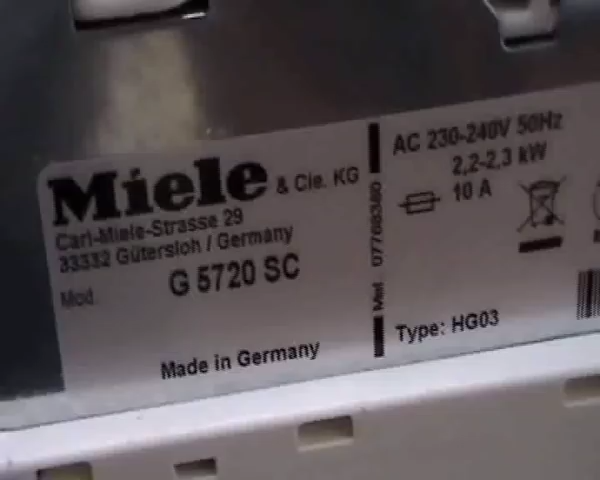 Miele & Cie. KG
Carl-Miele-Strasse 29
33332 Gütersloh / Germany
Mod. G 5720 SC
Made in Germany
Mat. 07768380
AC 230-240V 50Hz
2,2-2,3 kW
10 A
Type: HG03